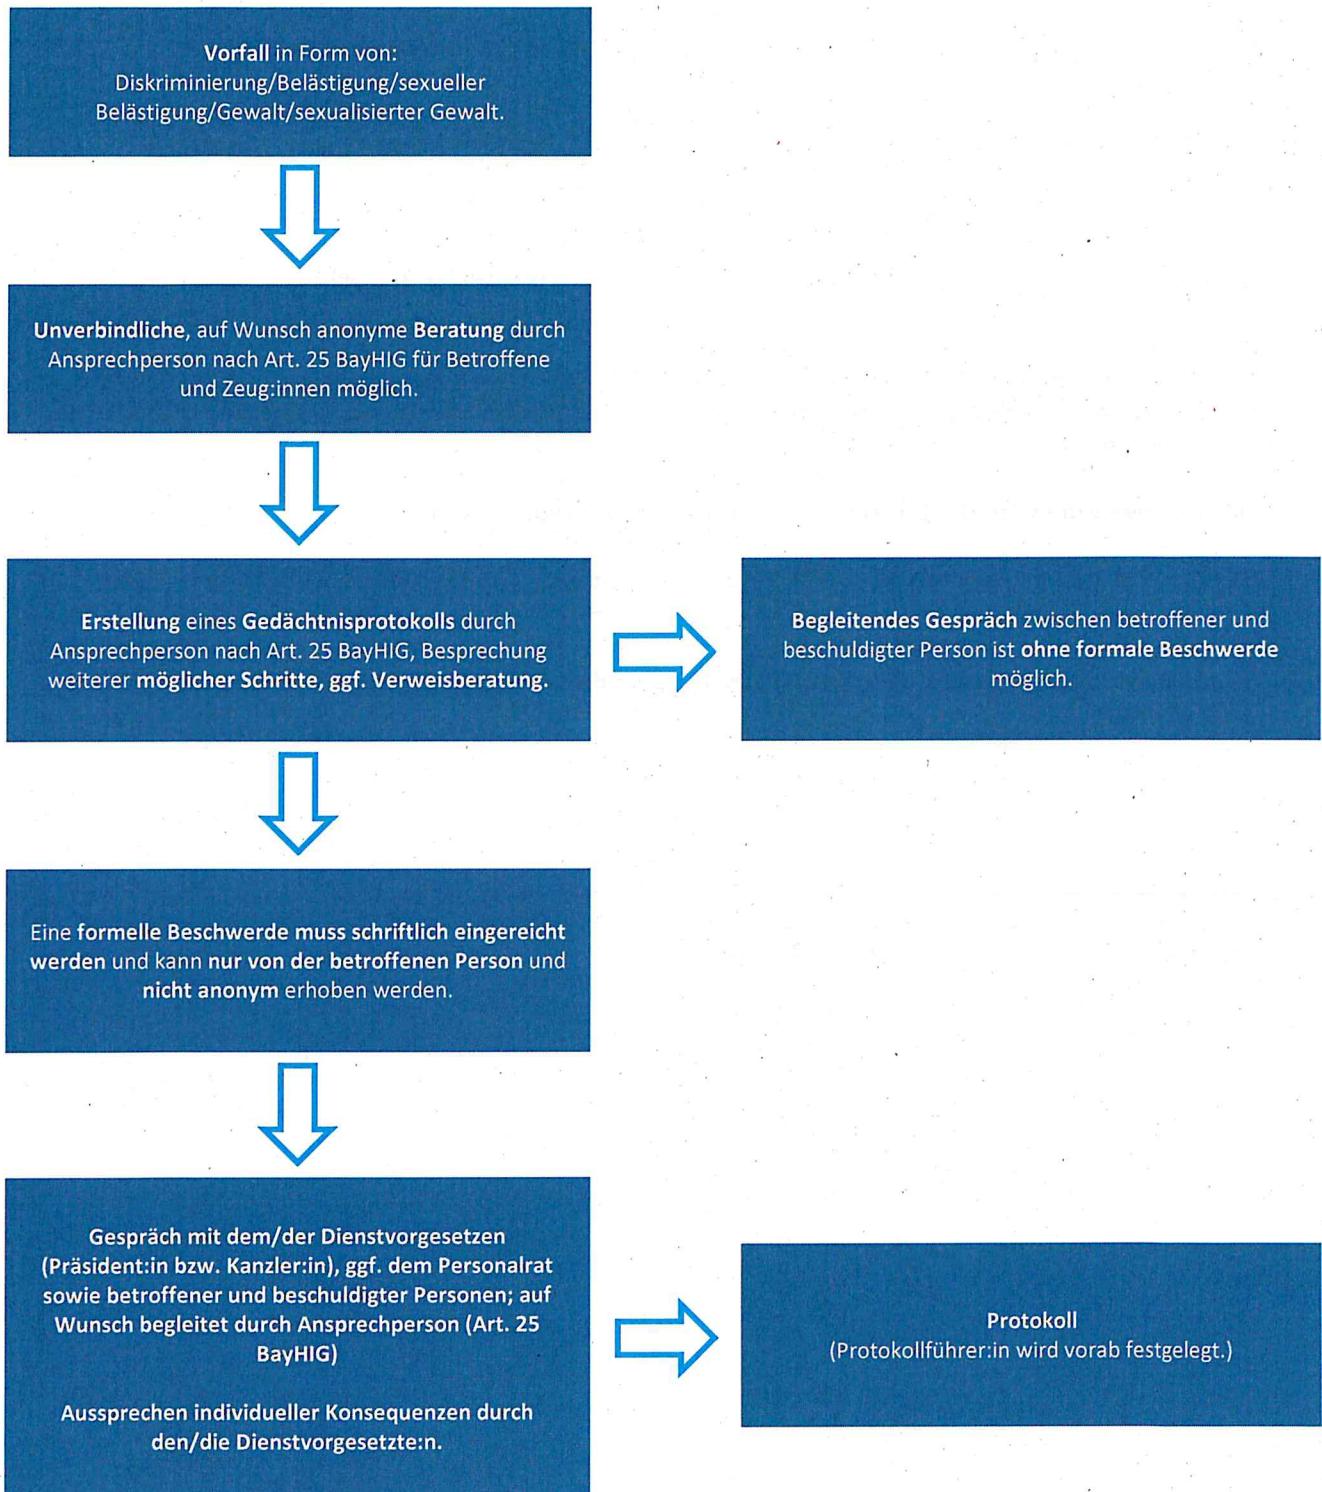 Vorfall in Form von:
Diskriminierung/Belästigung/sexueller
Belästigung/Gewalt/sexualisierter Gewalt.
Unverbindliche, auf Wunsch anonyme Beratung durch
Ansprechperson nach Art. 25 BayHIG für Betroffene
und Zeug:innen möglich.
Erstellung eines Gedächtnisprotokolls durch
Ansprechperson nach Art. 25 BayHIG, Besprechung
weiterer möglicher Schritte, ggf. Verweisberatung.
Begleitendes Gespräch zwischen betroffener und
beschuldigter Person ist ohne formale Beschwerde
möglich.
Eine formelle Beschwerde muss schriftlich eingereicht
werden und kann nur von der betroffenen Person und
nicht anonym erhoben werden.
Gespräch mit dem/der Dienstvorgesetzen
(Präsident:in bzw. Kanzler:in), ggf. dem Personalrat
sowie betroffener und beschuldigter Personen; auf
Wunsch begleitet durch Ansprechperson (Art. 25
BayHIG)
Aussprechen individueller Konsequenzen durch
den/die Dienstvorgesetzte:n.
Protokoll
(Protokollführer:in wird vorab festgelegt.)